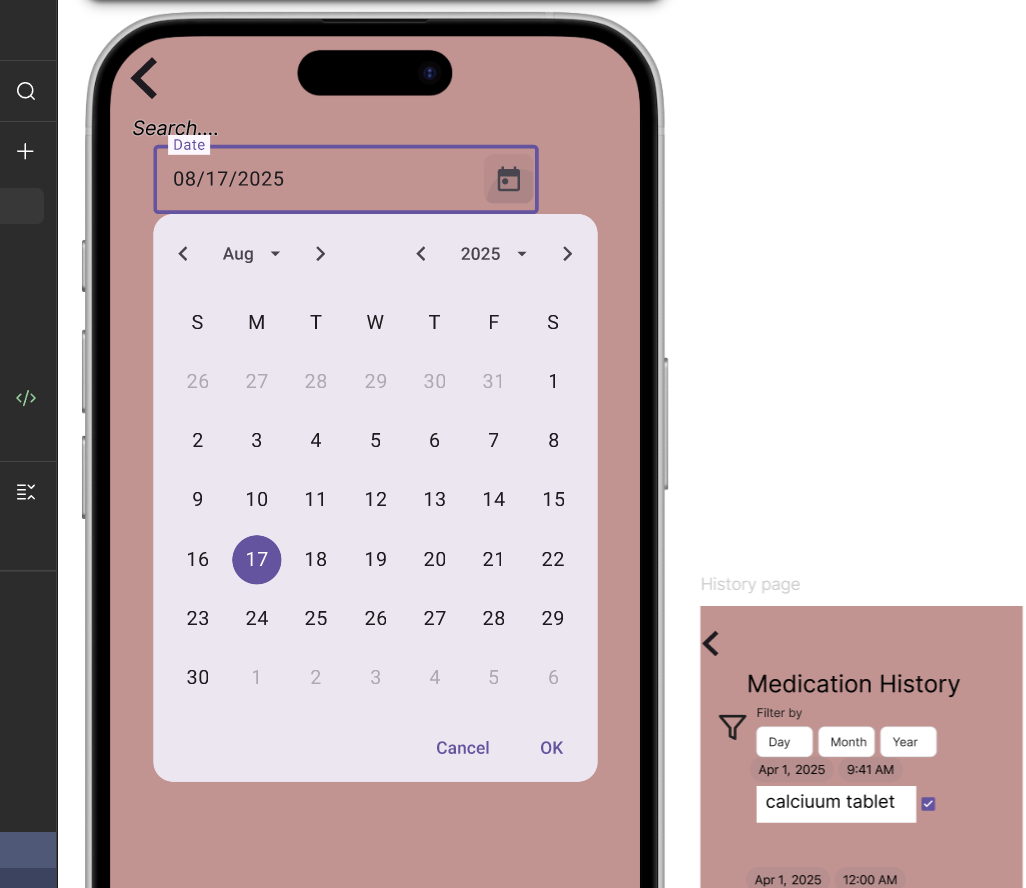 Search....
Date
08/17/2025
Aug 2025
S M T W T F S
26 27 28 29 30 31 1
2 3 4 5 6 7 8
9 10 11 12 13 14 15
16 17 18 19 20 21 22
23 24 25 26 27 28 29
30 1 2 3 4 5 6
Cancel OK
History page
Medication History
Filter by
Day Month Year
Apr 1, 2025 9:41 AM
calciuum tablet
Apr 1, 2025 12:00 AM